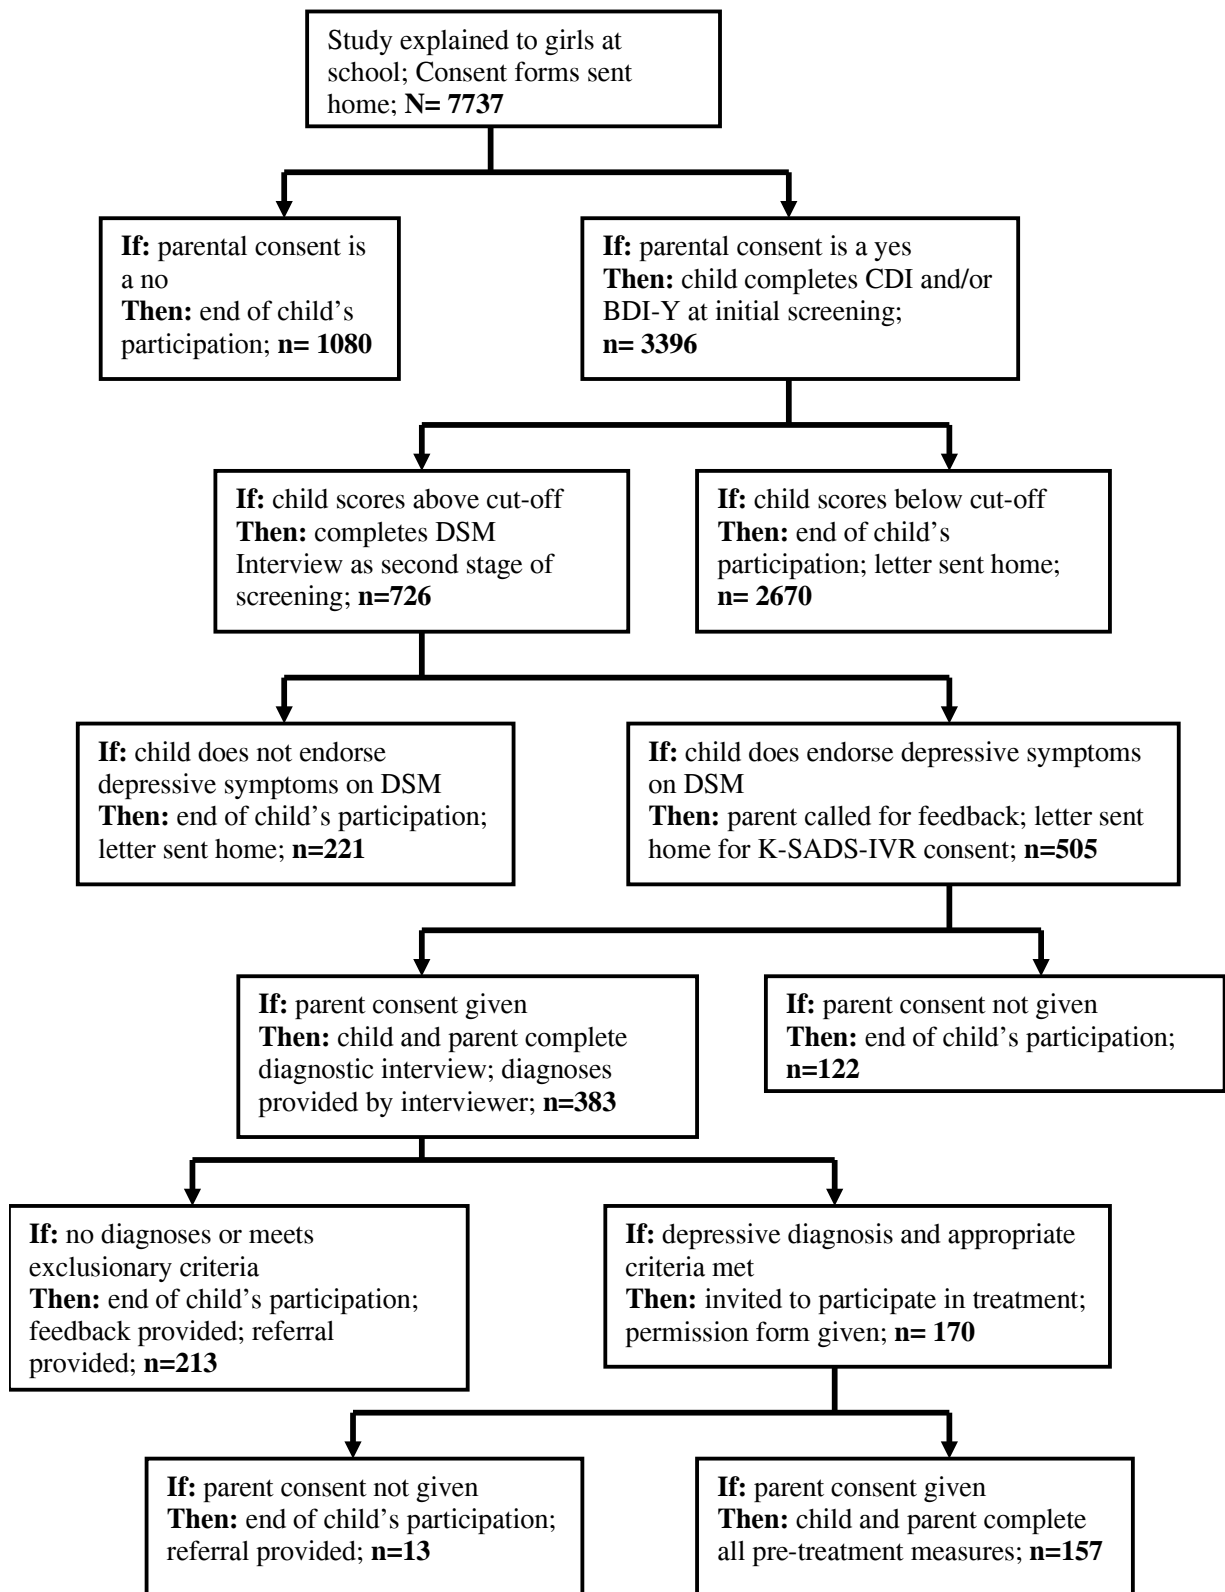 Study explained to girls at
school; Consent forms sent
home; N= 7737
If: parental consent is
a no
Then: end of child's
participation; n= 1080
If: parental consent is a yes
Then: child completes CDI and/or
BDI-Y at initial screening;
n= 3396
If: child scores above cut-off
Then: completes DSM
Interview as second stage of
screening; n=726
If: child scores below cut-off
Then: end of child's
participation; letter sent home;
n= 2670
If: child does not endorse
depressive symptoms on DSM
Then: end of child's participation;
letter sent home; n=221
If: child does endorse depressive symptoms
on DSM
Then: parent called for feedback; letter sent
home for K-SADS-IVR consent; n=505
If: parent consent given
Then: child and parent complete
diagnostic interview; diagnoses
provided by interviewer; n=383
If: parent consent not given
Then: end of child's participation;
n=122
If: no diagnoses or meets
exclusionary criteria
Then: end of child's participation;
feedback provided; referral
provided; n=213
If: depressive diagnosis and appropriate
criteria met
Then: invited to participate in treatment;
permission form given; n= 170
If: parent consent not given
Then: end of child's participation;
referral provided; n=13
If: parent consent given
Then: child and parent complete
all pre-treatment measures; n=157